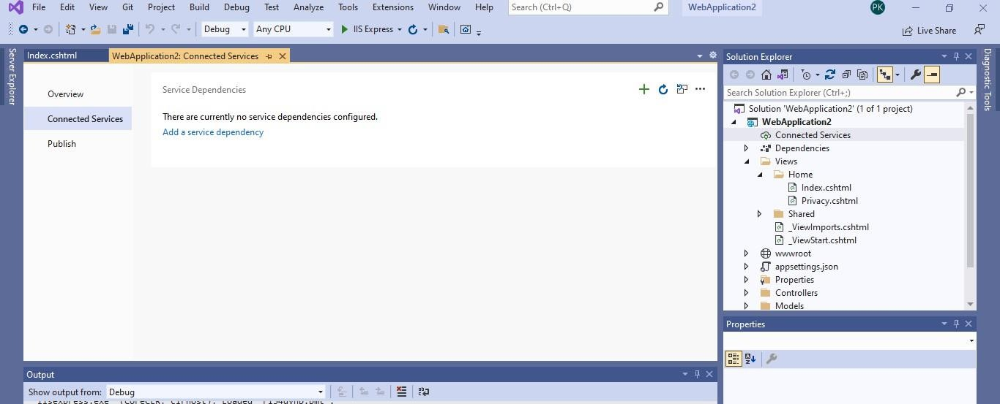 File Edit View Git Project Build Debug Test Analyze Tools Extensions Window Help Search (Ctrl+Q) WebApplication2 PK
Debug Any CPU IIS Express Live Share
Server Explorer
Index.cshtml WebApplication2: Connected Services
Overview
Connected Services
Publish
Service Dependencies
There are currently no service dependencies configured.
Add a service dependency
Solution Explorer
Search Solution Explorer (Ctrl+;)
Solution 'WebApplication2' (1 of 1 project)
WebApplication2
Connected Services
Dependencies
Views
Home
Index.cshtml
Privacy.cshtml
Shared
_ViewImports.cshtml
_ViewStart.cshtml
wwwroot
appsettings.json
Properties
Controllers
Models
Diagnostic Tools
Properties
Output
Show output from: Debug